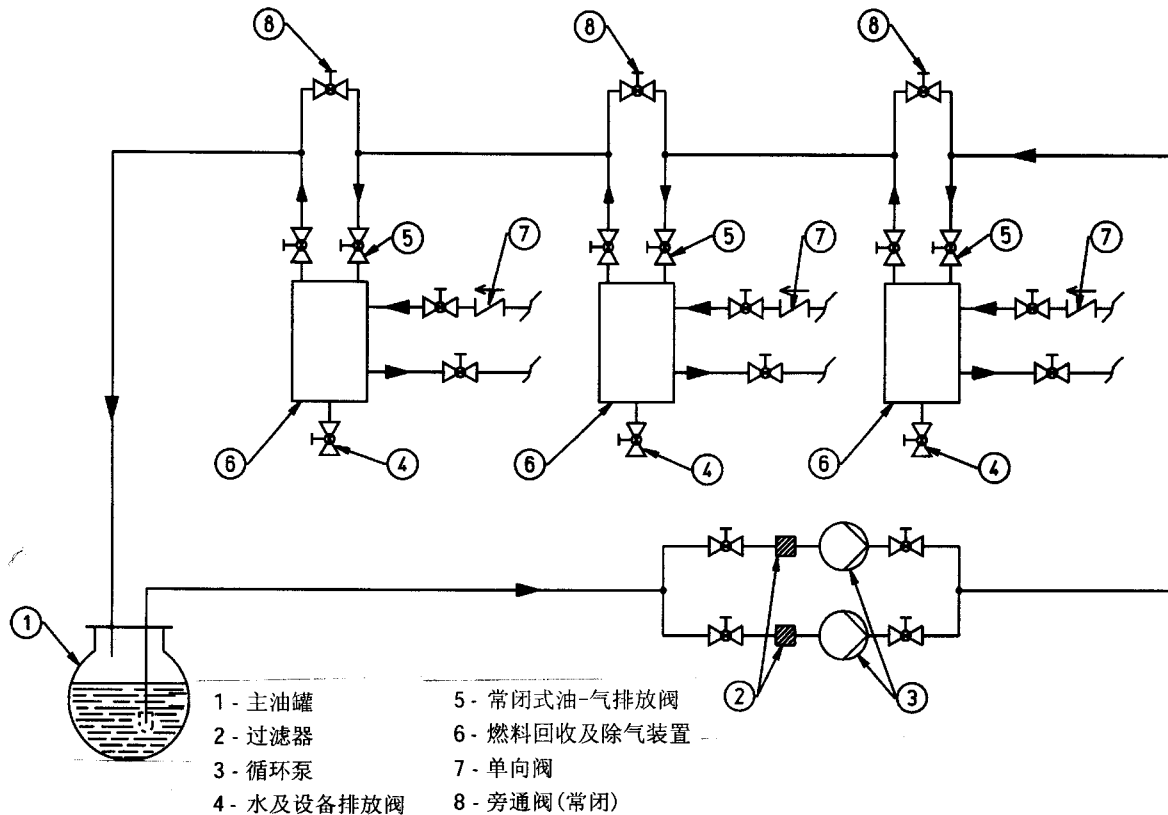 8 8 8
5 7 5 7 5 7
6 4 6 4 6 4
1
2 3
1 - 主油罐
2 - 过滤器
3 - 循环泵
4 - 水及设备排放阀
5 - 常闭式油-气排放阀
6 - 燃料回收及除气装置
7 - 单向阀
8 - 旁通阀(常闭)